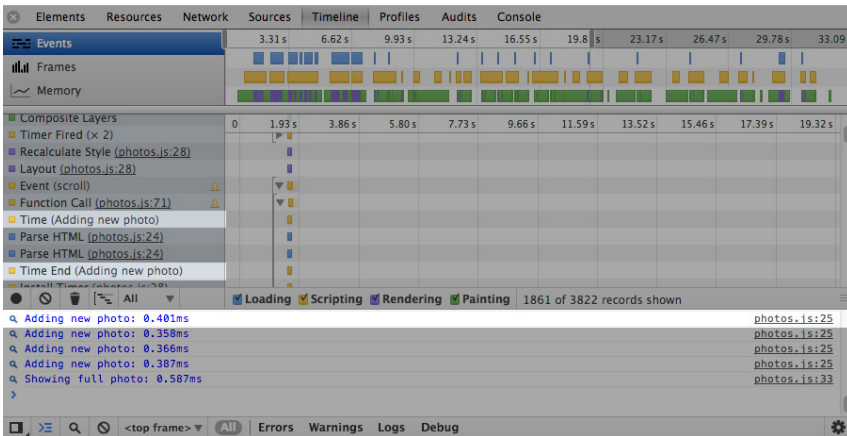 Elements Resources Network Sources Timeline Profiles Audits Console
Events
3.31 s 6.62 s 9.93 s 13.24 s 16.55 s 19.8 s 23.17 s 26.47 s 29.78 s 33.09
Frames
Memory
Composite Layers
0 1.93 s 3.86 s 5.80 s 7.73 s 9.66 s 11.59 s 13.52 s 15.46 s 17.39 s 19.32 s
Timer Fired (× 2)
Recalculate Style (photos.js:28)
Layout (photos.js:28)
Event (scroll)
Function Call (photos.js:71)
Time (Adding new photo)
Parse HTML (photos.js:24)
Parse HTML (photos.js:24)
Time End (Adding new photo)
Install Timer (photos.js:28)
All Loading Scripting Rendering Painting 1861 of 3822 records shown
Adding new photo: 0.401ms photos.js:25
Adding new photo: 0.358ms photos.js:25
Adding new photo: 0.366ms photos.js:25
Adding new photo: 0.387ms photos.js:25
Showing full photo: 0.587ms photos.js:33
<top frame> All Errors Warnings Logs Debug